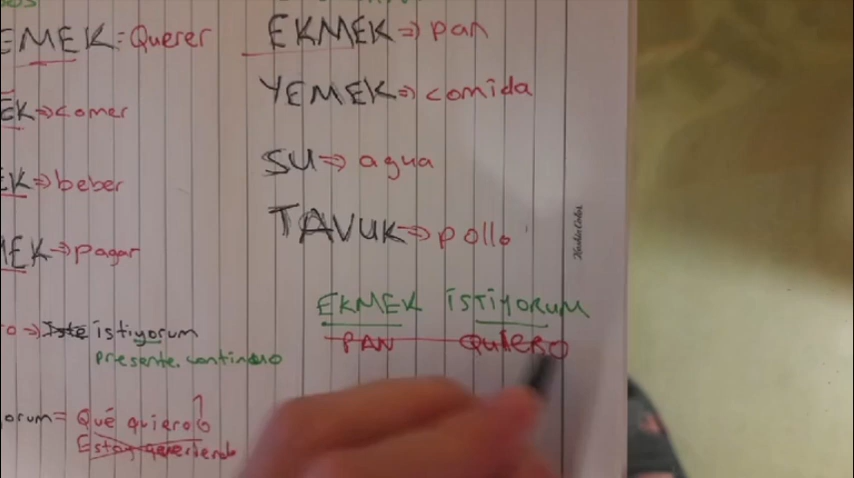 EMEK: Querer
EK⇒comer
EK⇒beber
MEK→pagar
o→ İste istiyorum
presente. continuo
orum= Qué quiero?
EKMEK⇒pan
YEMEK⇒comida
SU⇒ agua
TAVUK⇒pollo
EKMEK İSTİYORUM
PAN QUIERO